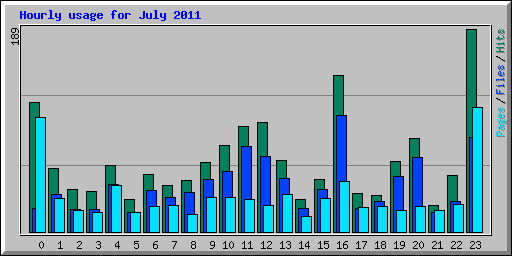 Hourly usage for July 2011
189
Pages / Files / Hits
0 1 2 3 4 5 6 7 8 9 10 11 12 13 14 15 16 17 18 19 20 21 22 23